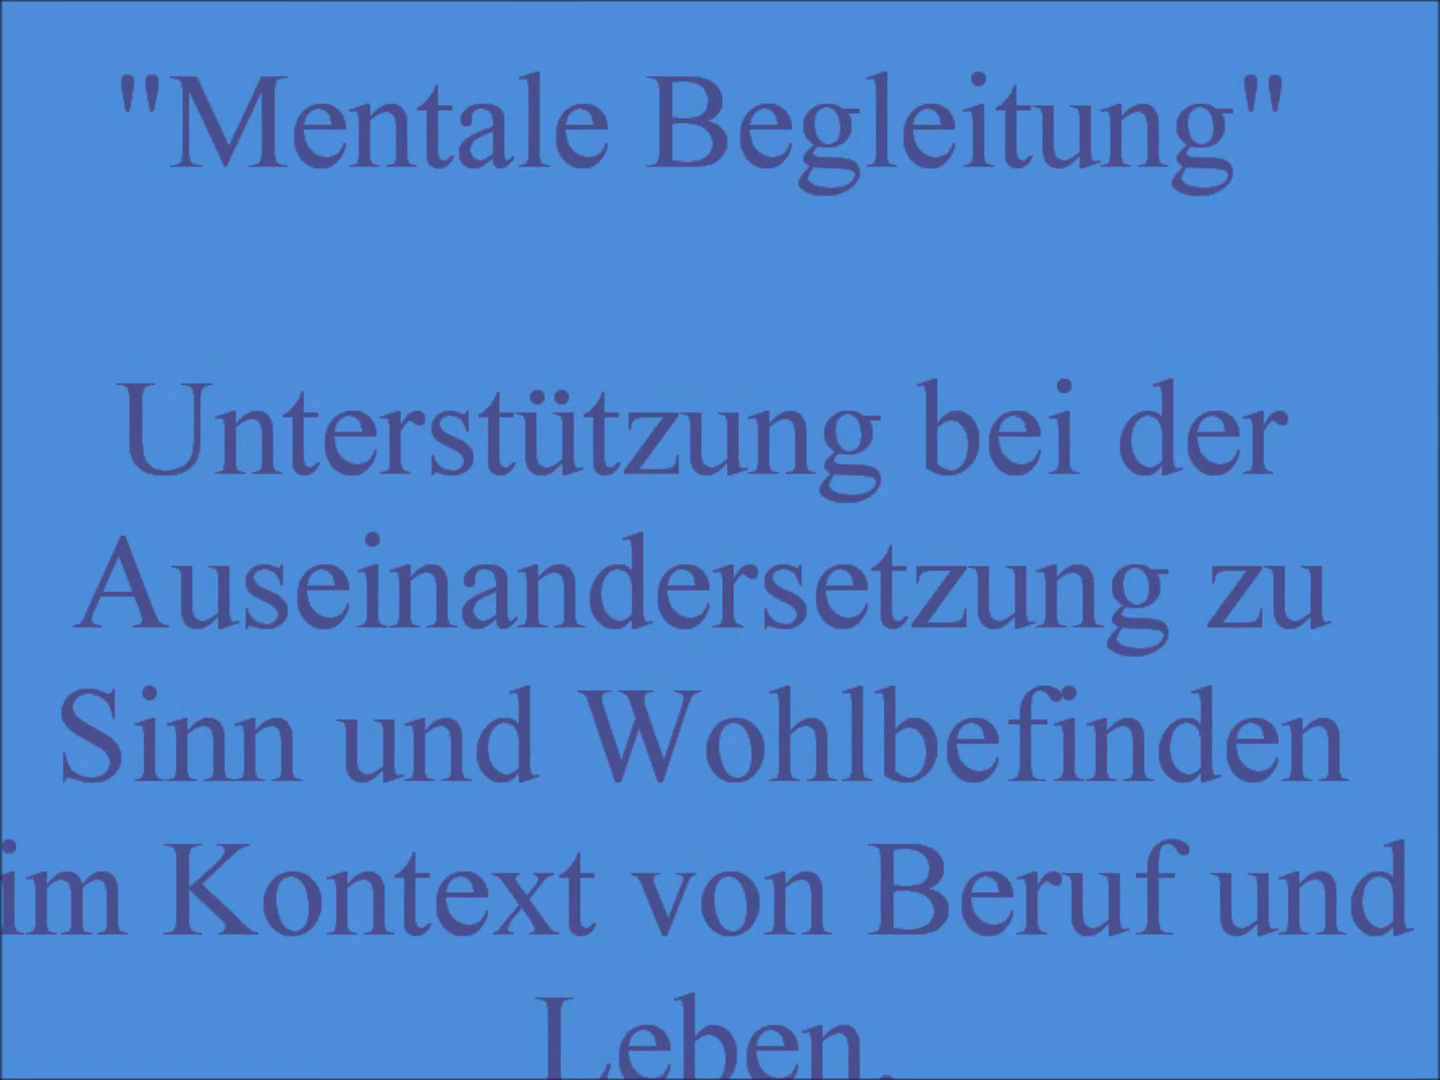 "Mentale Begleitung"
Unterstützung bei der
Auseinandersetzung zu
Sinn und Wohlbefinden
im Kontext von Beruf und
Leben.